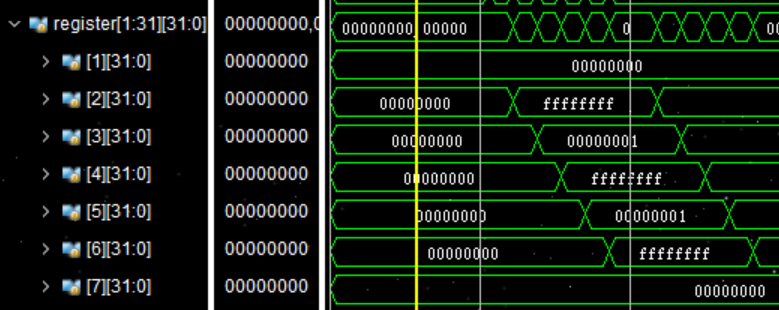 register[1:31][31:0] 00000000,0 00000000, 00000 0 00
[1][31:0] 00000000 00000000
[2][31:0] 00000000 00000000 ffffffff
[3][31:0] 00000000 00000000 00000001
[4][31:0] 00000000 00000000 ffffffff
[5][31:0] 00000000 00000000 00000001
[6][31:0] 00000000 00000000 ffffffff
[7][31:0] 00000000 00000000